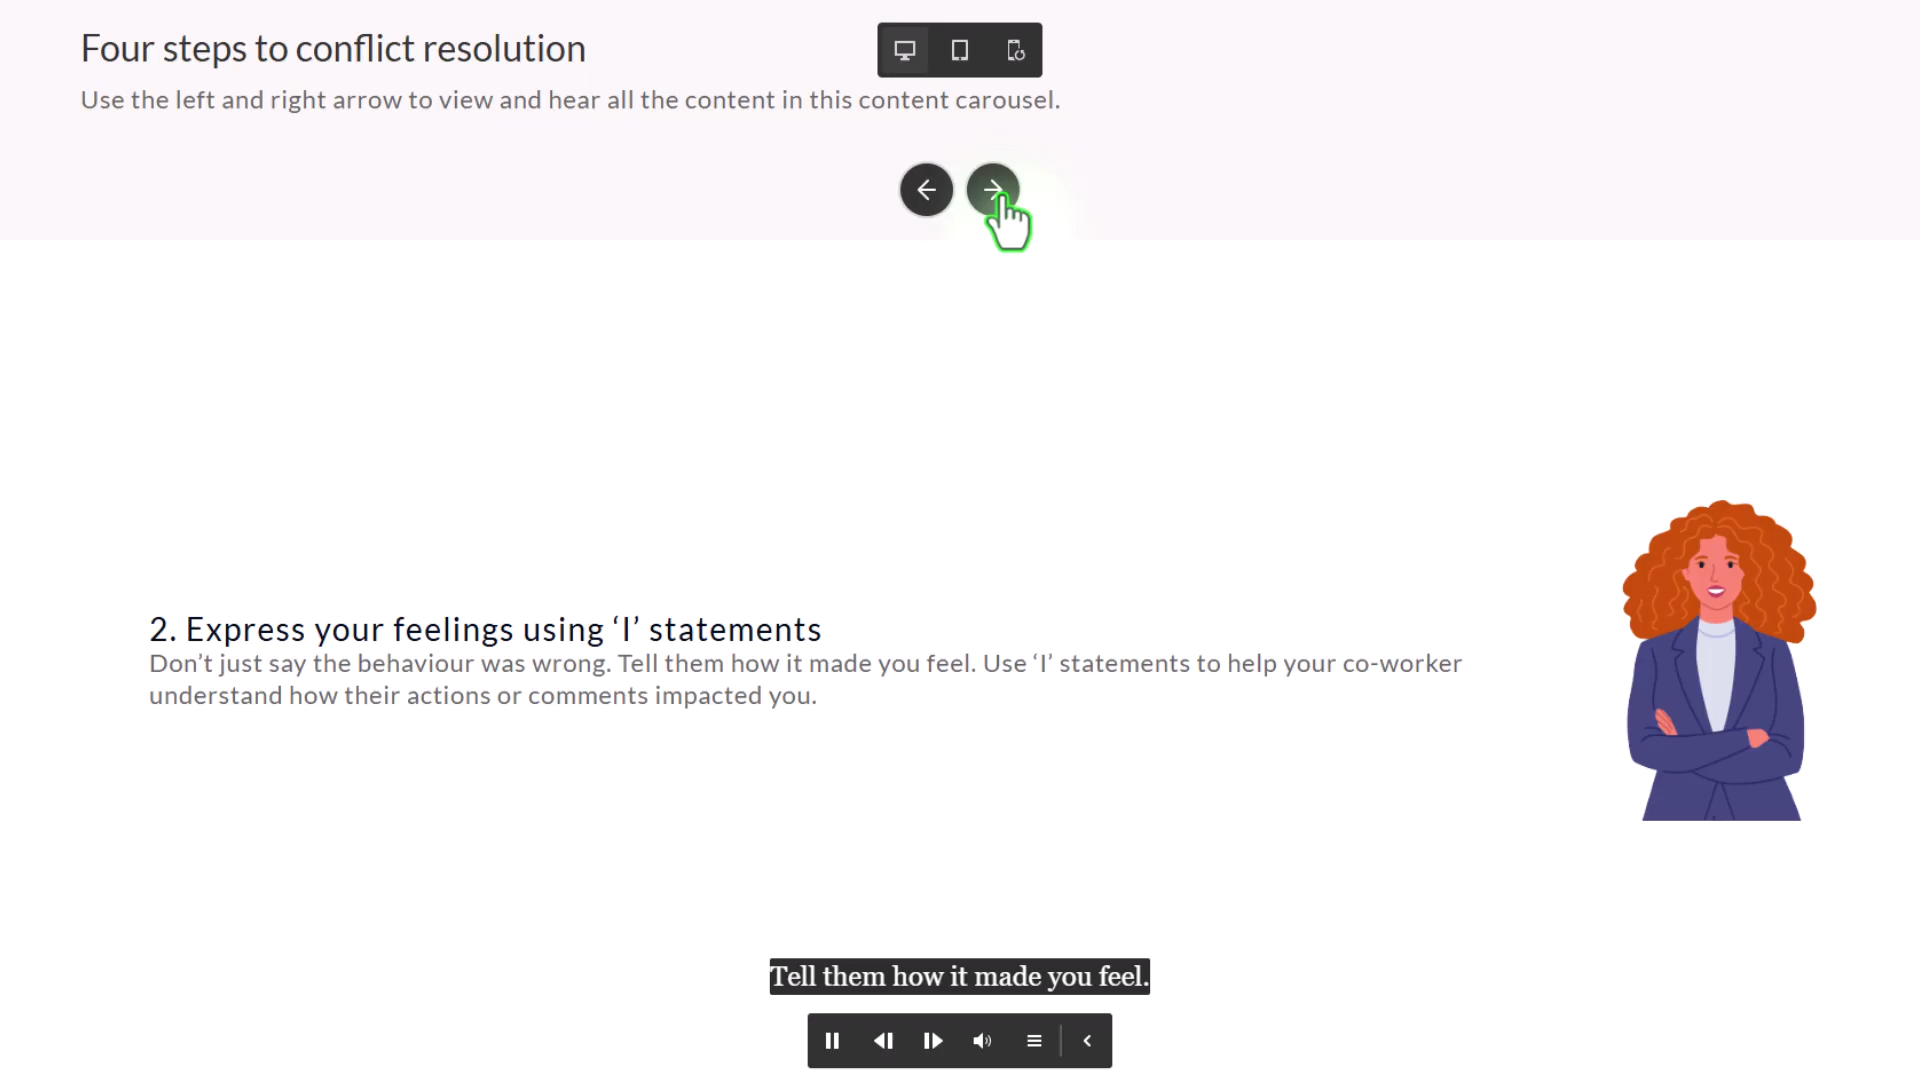 Four steps to conflict resolution
Use the left and right arrow to view and hear all the content in this content carousel.
2. Express your feelings using ‘I’ statements
Don’t just say the behaviour was wrong. Tell them how it made you feel. Use ‘I’ statements to help your co-worker
understand how their actions or comments impacted you.
Tell them how it made you feel.